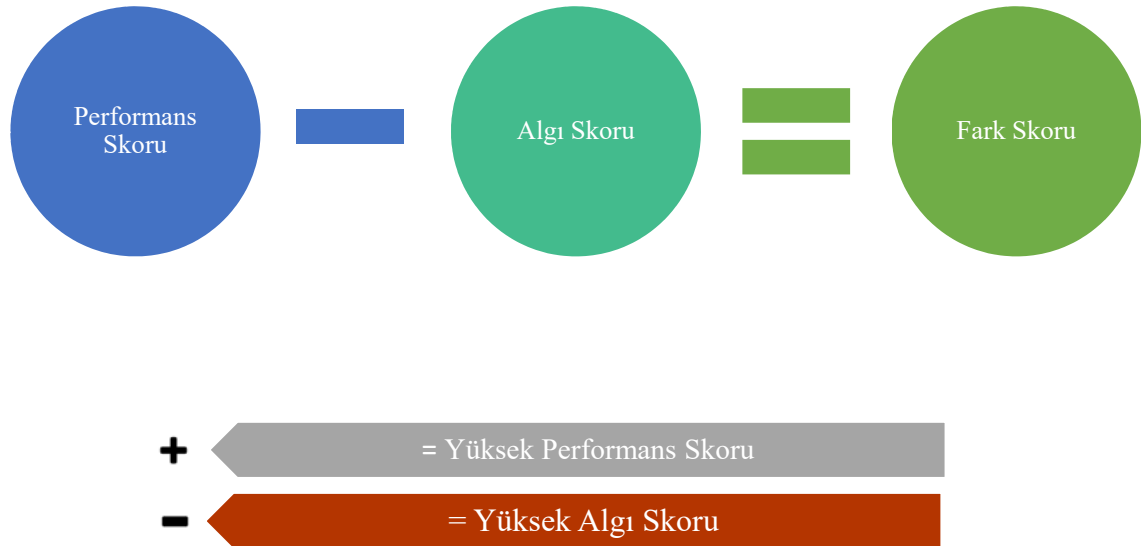 Performans
Skoru
Algı Skoru
Fark Skoru
+ = Yüksek Performans Skoru
- = Yüksek Algı Skoru